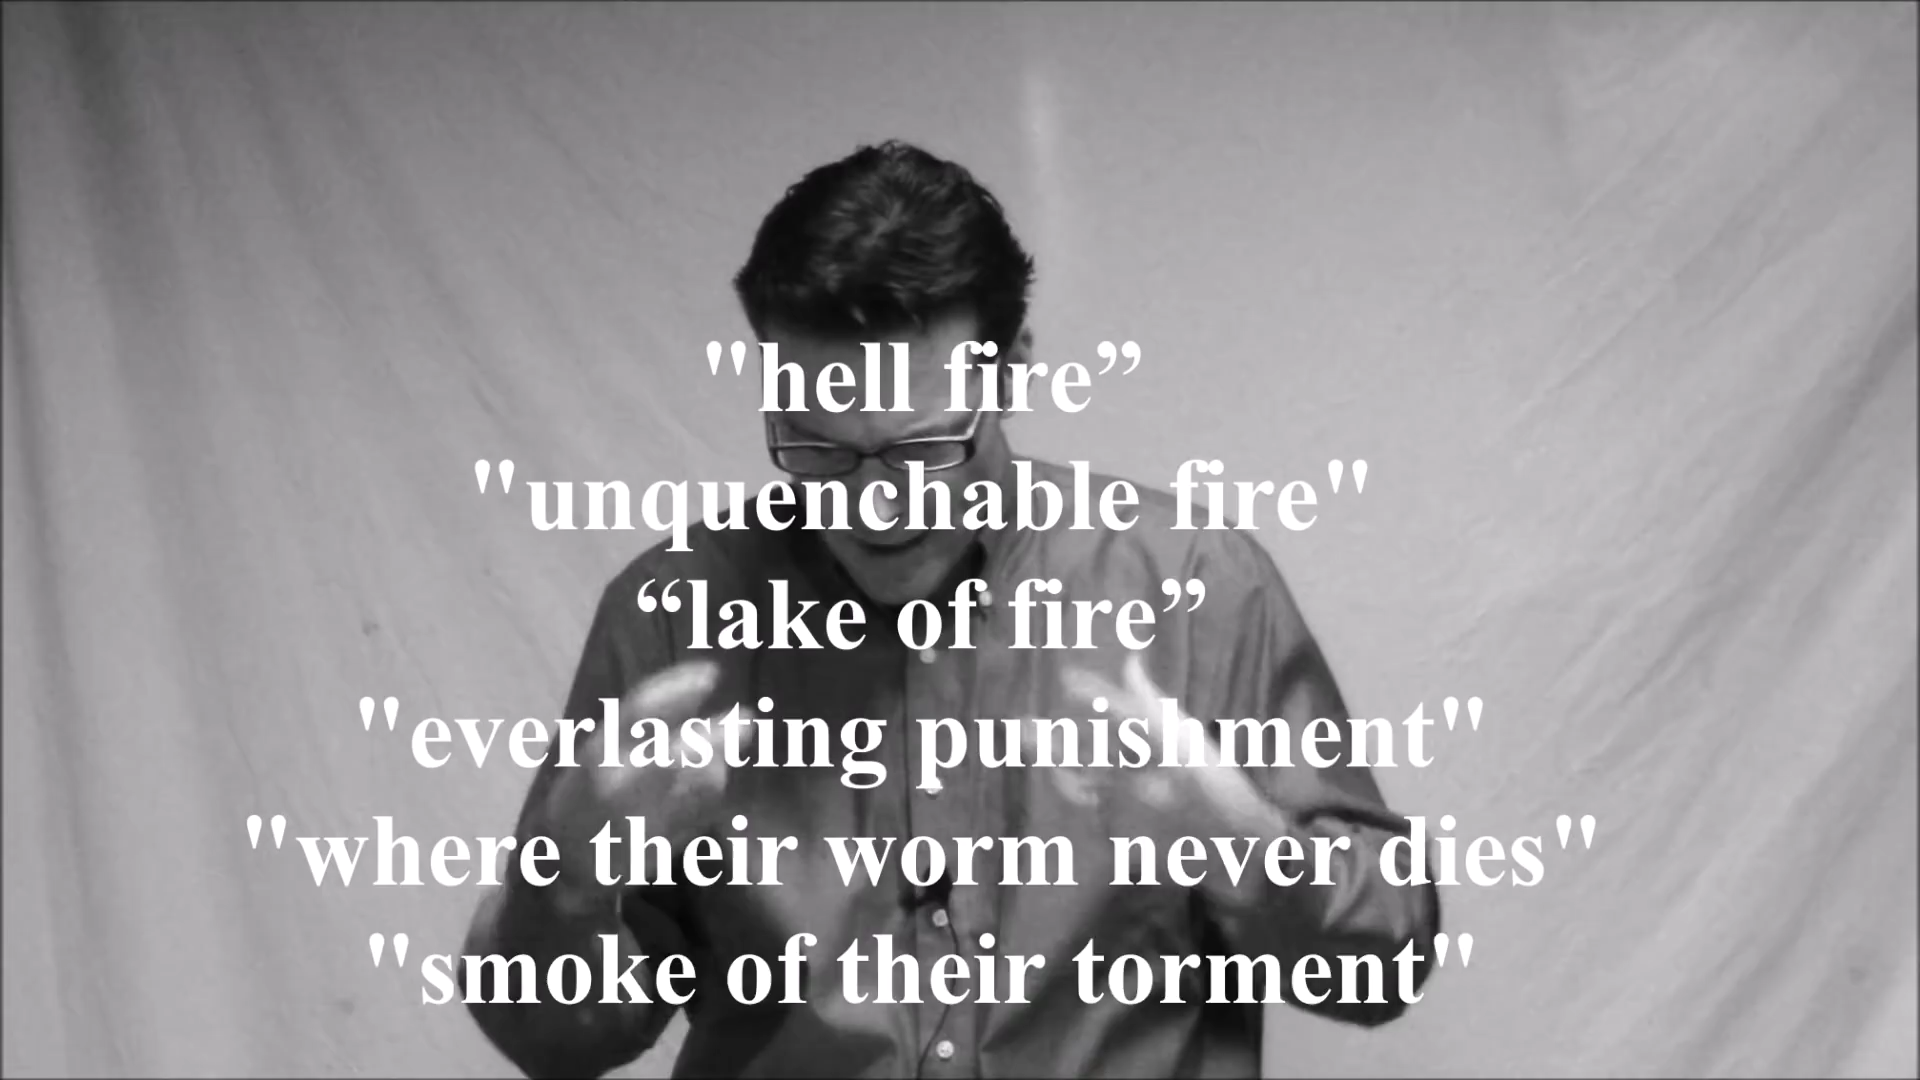 "hell fire”
"unquenchable fire"
“lake of fire”
"everlasting punishment"
"where their worm never dies"
"smoke of their torment"